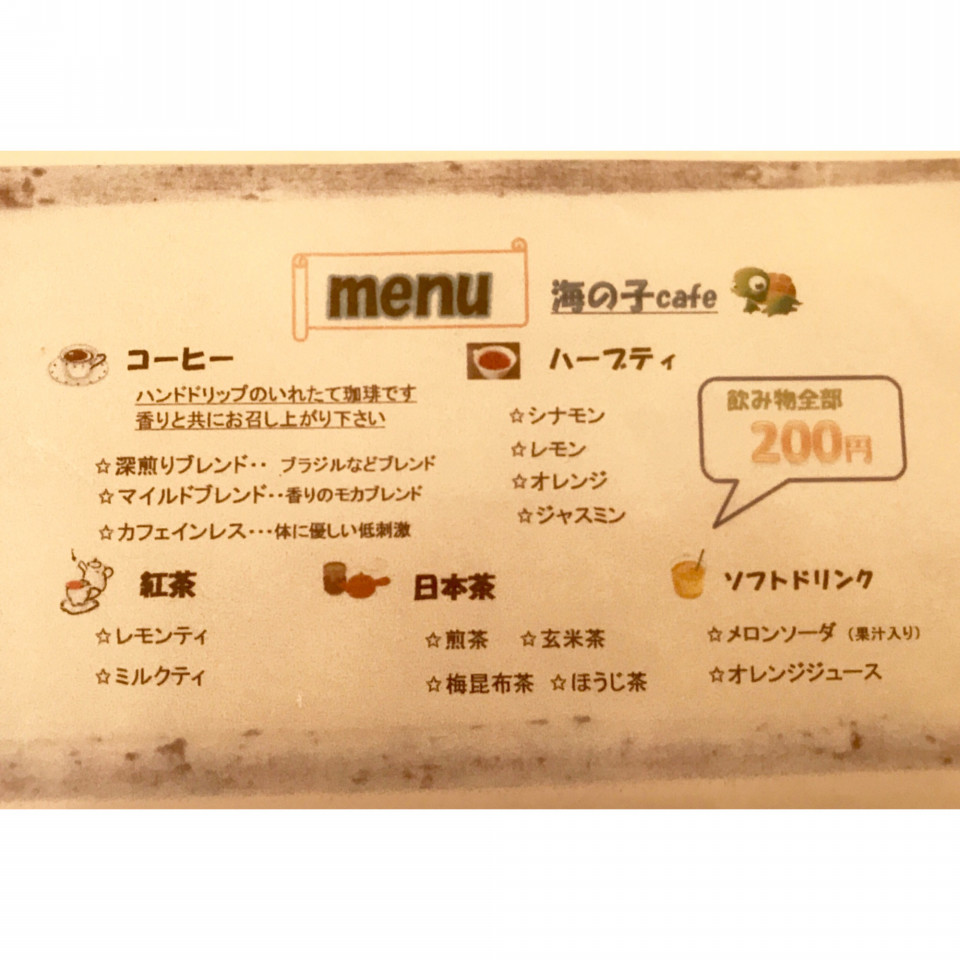 menu
海の子cafe
コーヒー
ハンドドリップのいれたて珈琲です
香りと共にお召し上がり下さい
☆深煎りブレンド‥ ブラジルなどブレンド
☆マイルドブレンド‥香りのモカブレンド
☆カフェインレス･･･体に優しい低刺激
ハーブティ
☆シナモン
☆レモン
☆オレンジ
☆ジャスミン
飲み物全部
200円
紅茶
☆レモンティ
☆ミルクティ
日本茶
☆煎茶 ☆玄米茶
☆梅昆布茶 ☆ほうじ茶
ソフトドリンク
☆メロンソーダ（果汁入り）
☆オレンジジュース